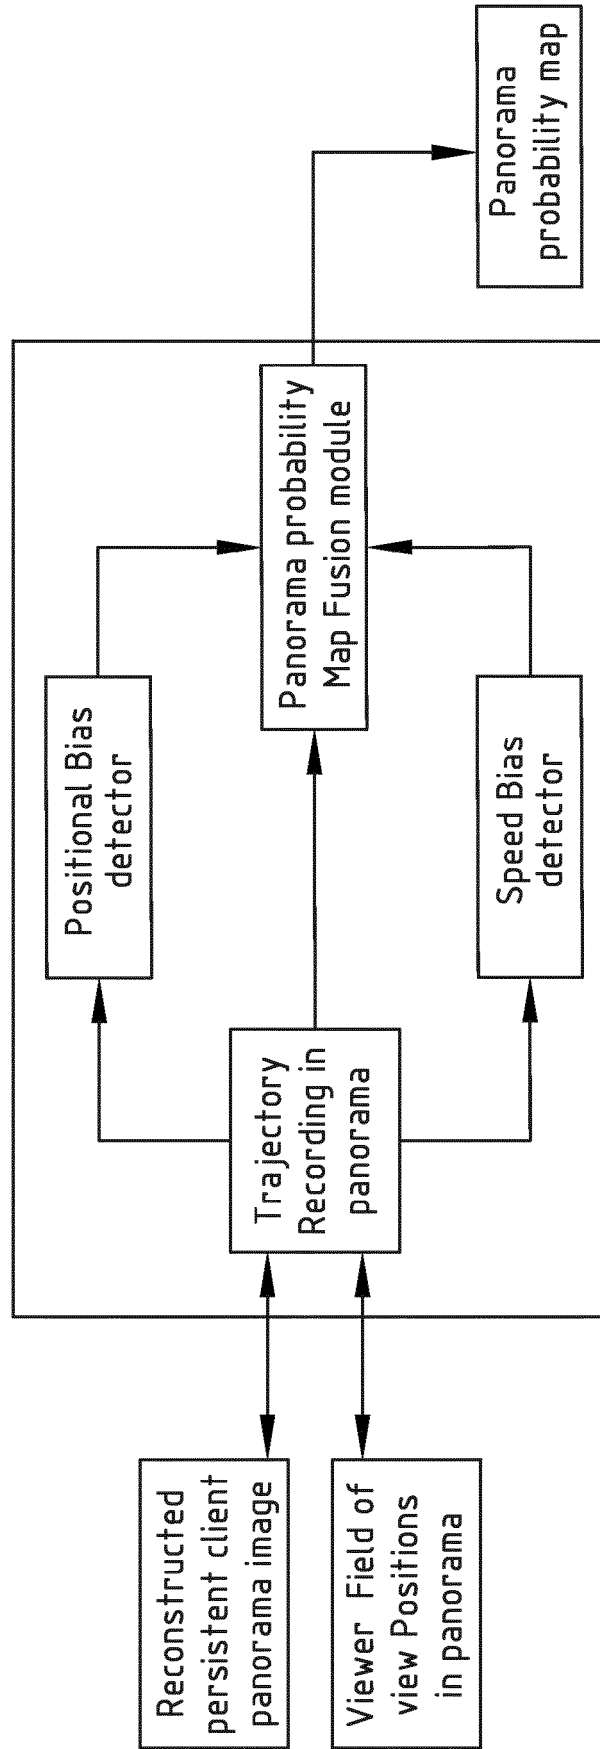 Reconstructed
persistent client
panorama image
Viewer Field of
view Positions
in panorama
Trajectory
Recording in
panorama
Positional Bias
detector
Speed Bias
detector
Panorama probability
Map Fusion module
Panorama
probability map